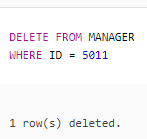 DELETE FROM MANAGER
WHERE ID = 5011
1 row(s) deleted.